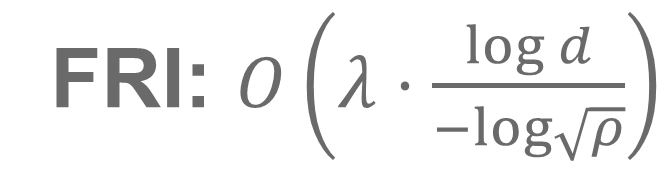 FRI: O(λ · log d / −log√ρ)